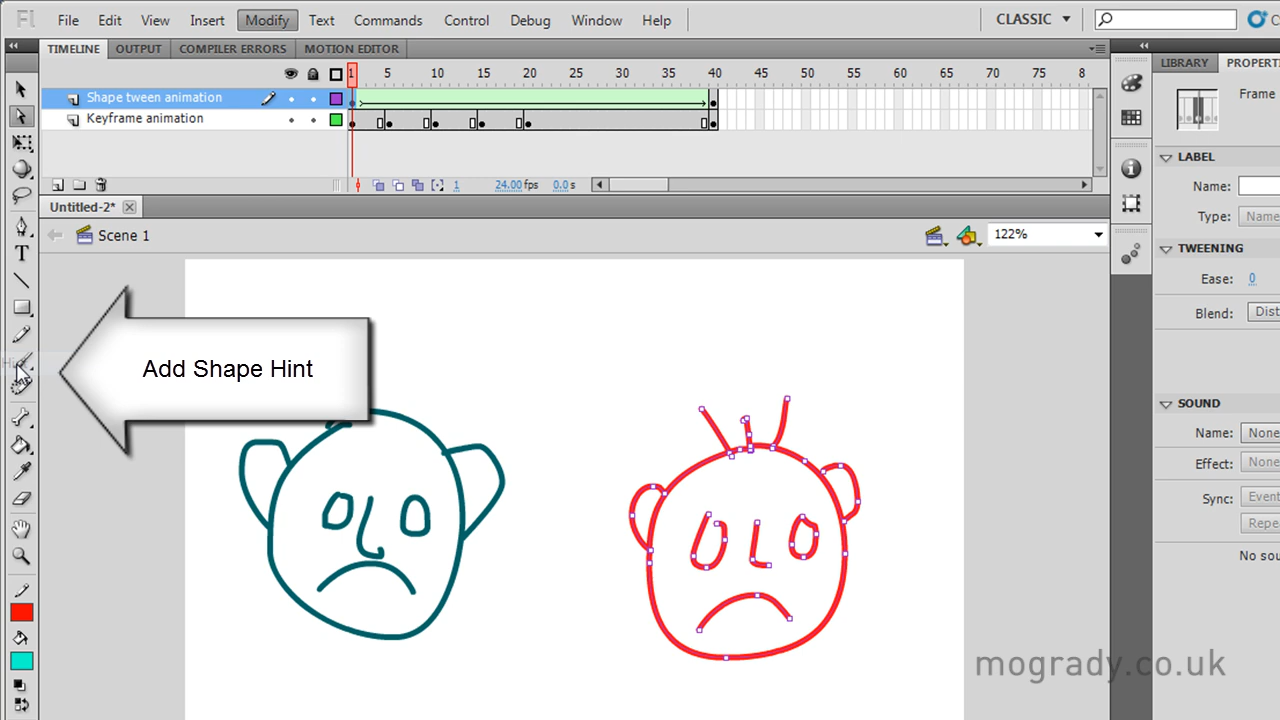 Fl File Edit View Insert Modify Text Commands Control Debug Window Help CLASSIC
TIMELINE OUTPUT COMPILER ERRORS MOTION EDITOR LIBRARY PROPERTI
1 5 10 15 20 25 30 35 40 45 50 55 60 65 70 75 8
Frame
Shape tween animation
Keyframe animation
LABEL
1 24.00 fps 0.0 s
Name:
Untitled-2*
Type: Name
Scene 1
122%
TWEENING
Ease: 0
Blend: Dist
Add Shape Hint
SOUND
Name: None
Effect: None
Sync: Event
Repe
No sou
mogrady.co.uk